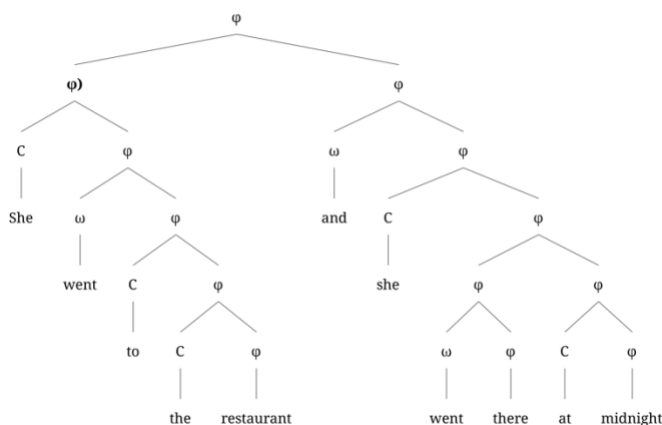 φ
φ) φ
C φ ω φ
She ω φ and C φ
went C φ she φ φ
to C φ ω φ C φ
the restaurant went there at midnight